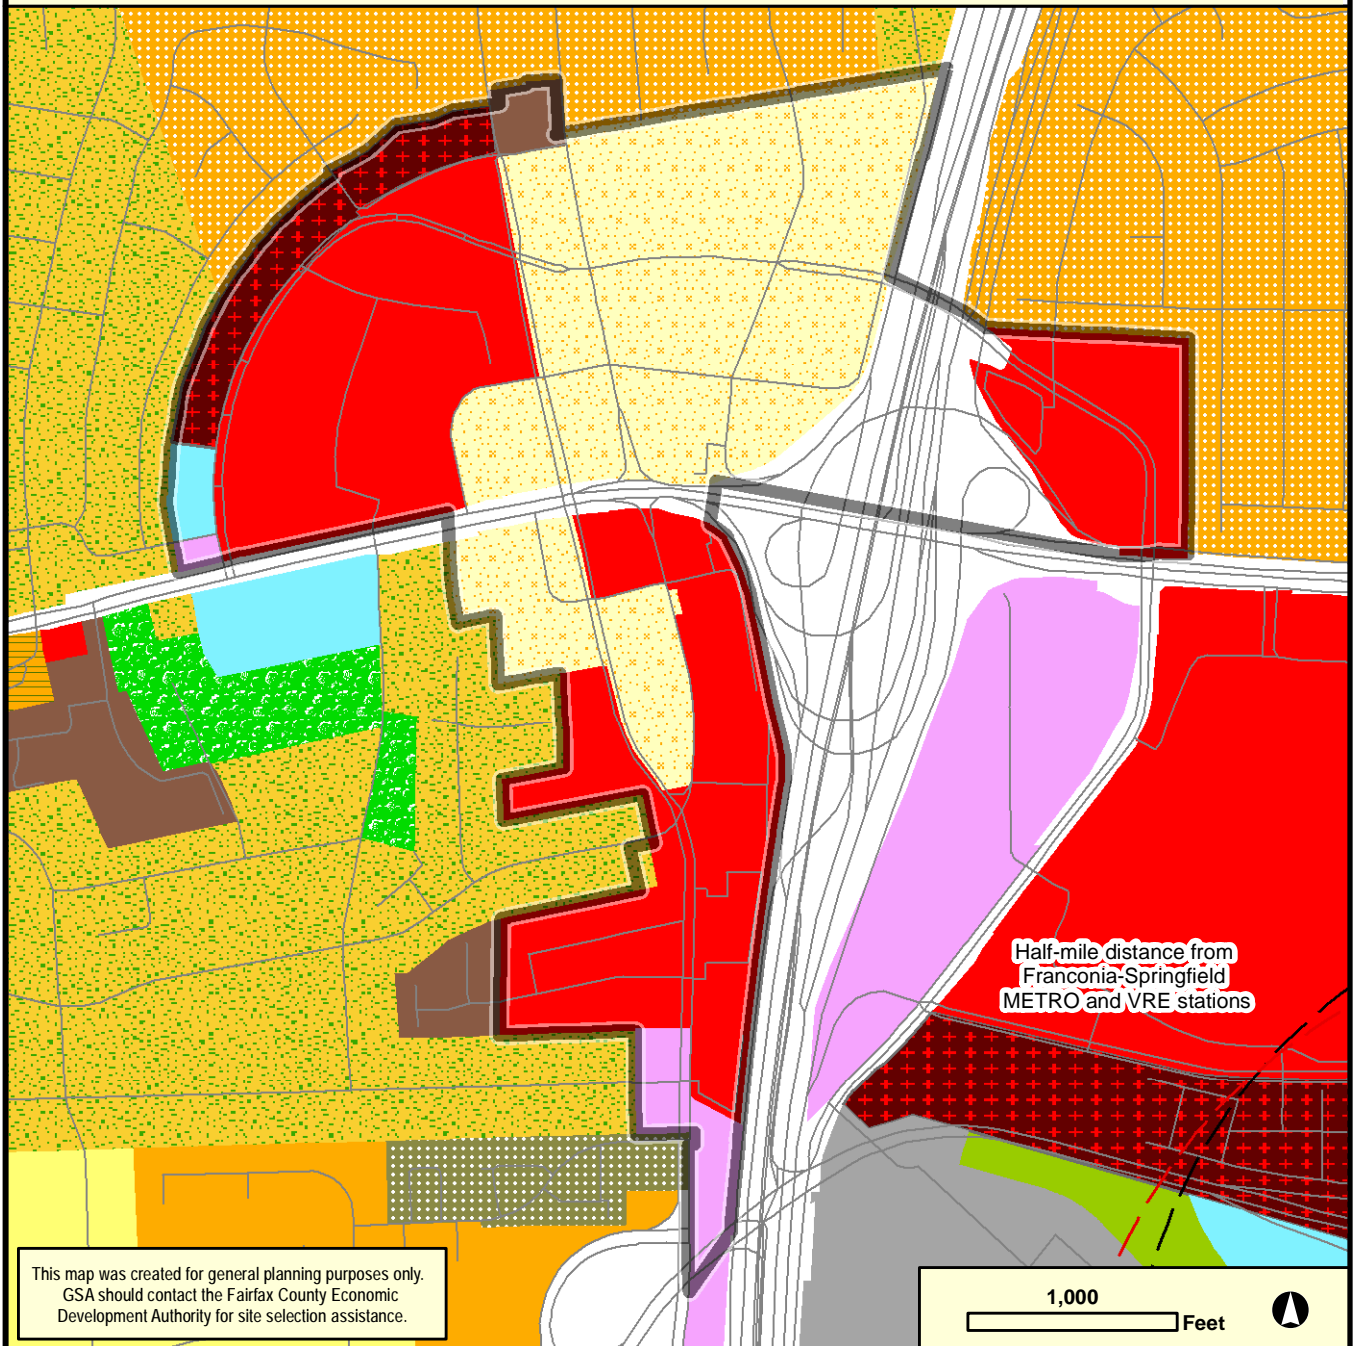 Half-mile distance from
Franconia-Springfield
METRO and VRE stations
This map was created for general planning purposes only.
GSA should contact the Fairfax County Economic
Development Authority for site selection assistance.
1,000
Feet